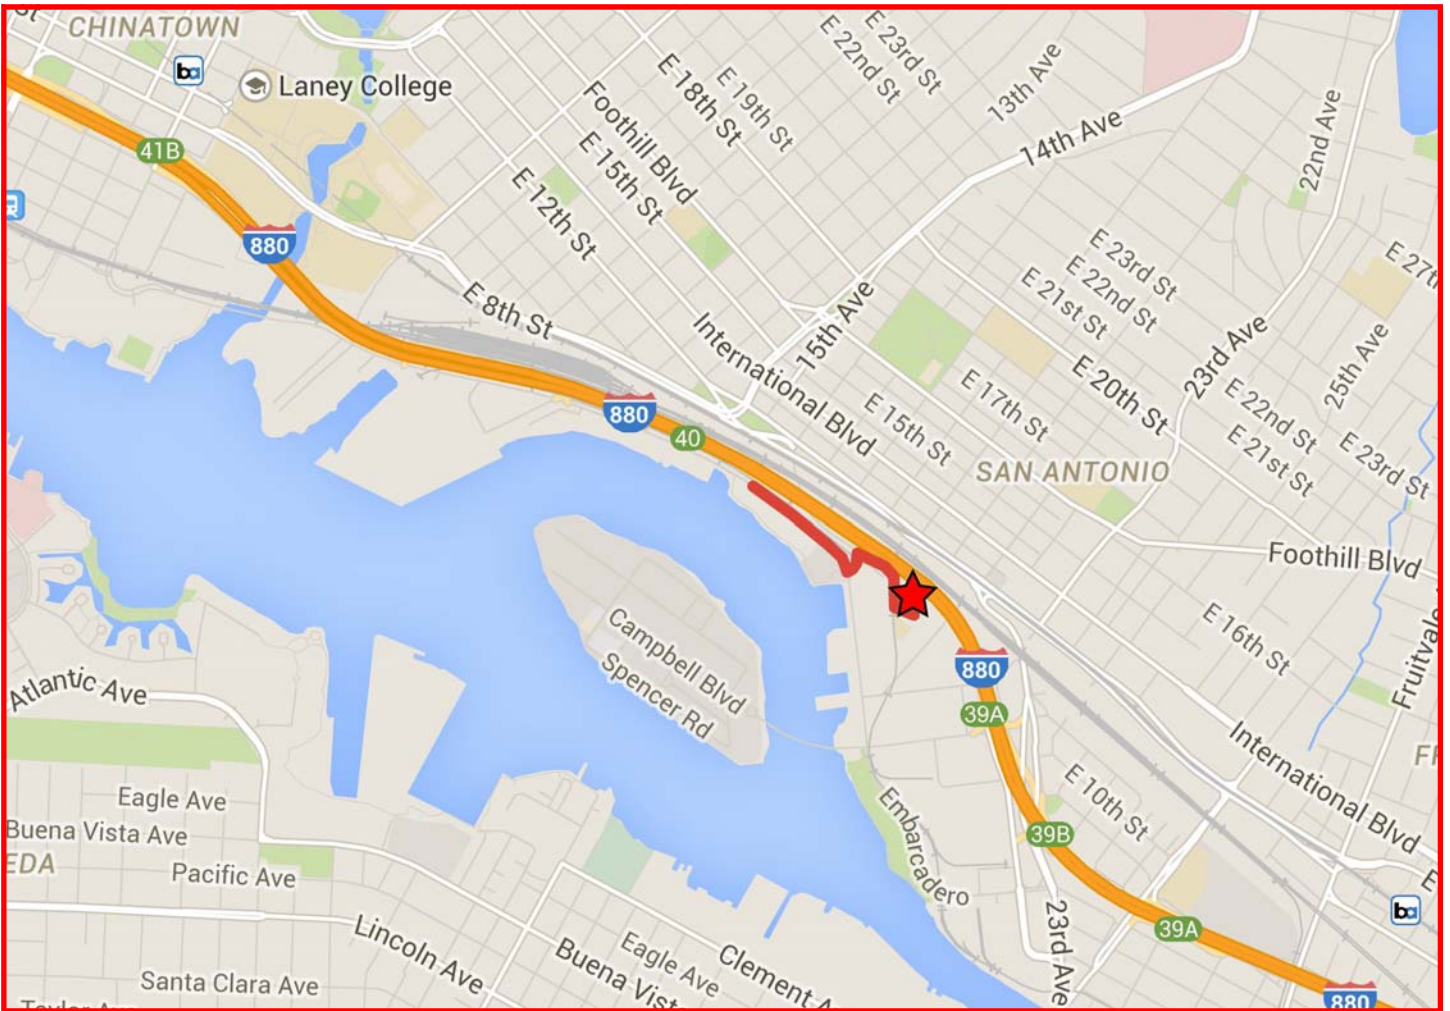 St
CHINATOWN
E 23rd St
E 22nd St
ba
Laney College
E 18th St
E 19th St
13th Ave
Foothill Blvd
14th Ave
22nd Ave
41B
E 15th St
E 12th St
880
E 23rd St
E 22nd St
E 21st St
E 27th
E 8th St
15th Ave
International Blvd
23rd Ave
25th Ave
E 20th St
880
40
E 17th St
E 15th St
E 22nd St
E 21st St
E 23rd St
SAN ANTONIO
Foothill Blvd
Campbell Blvd
Spencer Rd
E 16th St
Fruitvale
Atlantic Ave
880
39A
International Blvd
Eagle Ave
Buena Vista Ave
EDA
Pacific Ave
Embarcadero
E 10th St
39B
E
ba
23rd Ave
39A
Lincoln Ave
Buena Vist
Eagle Ave
Clement A
Santa Clara Ave
880